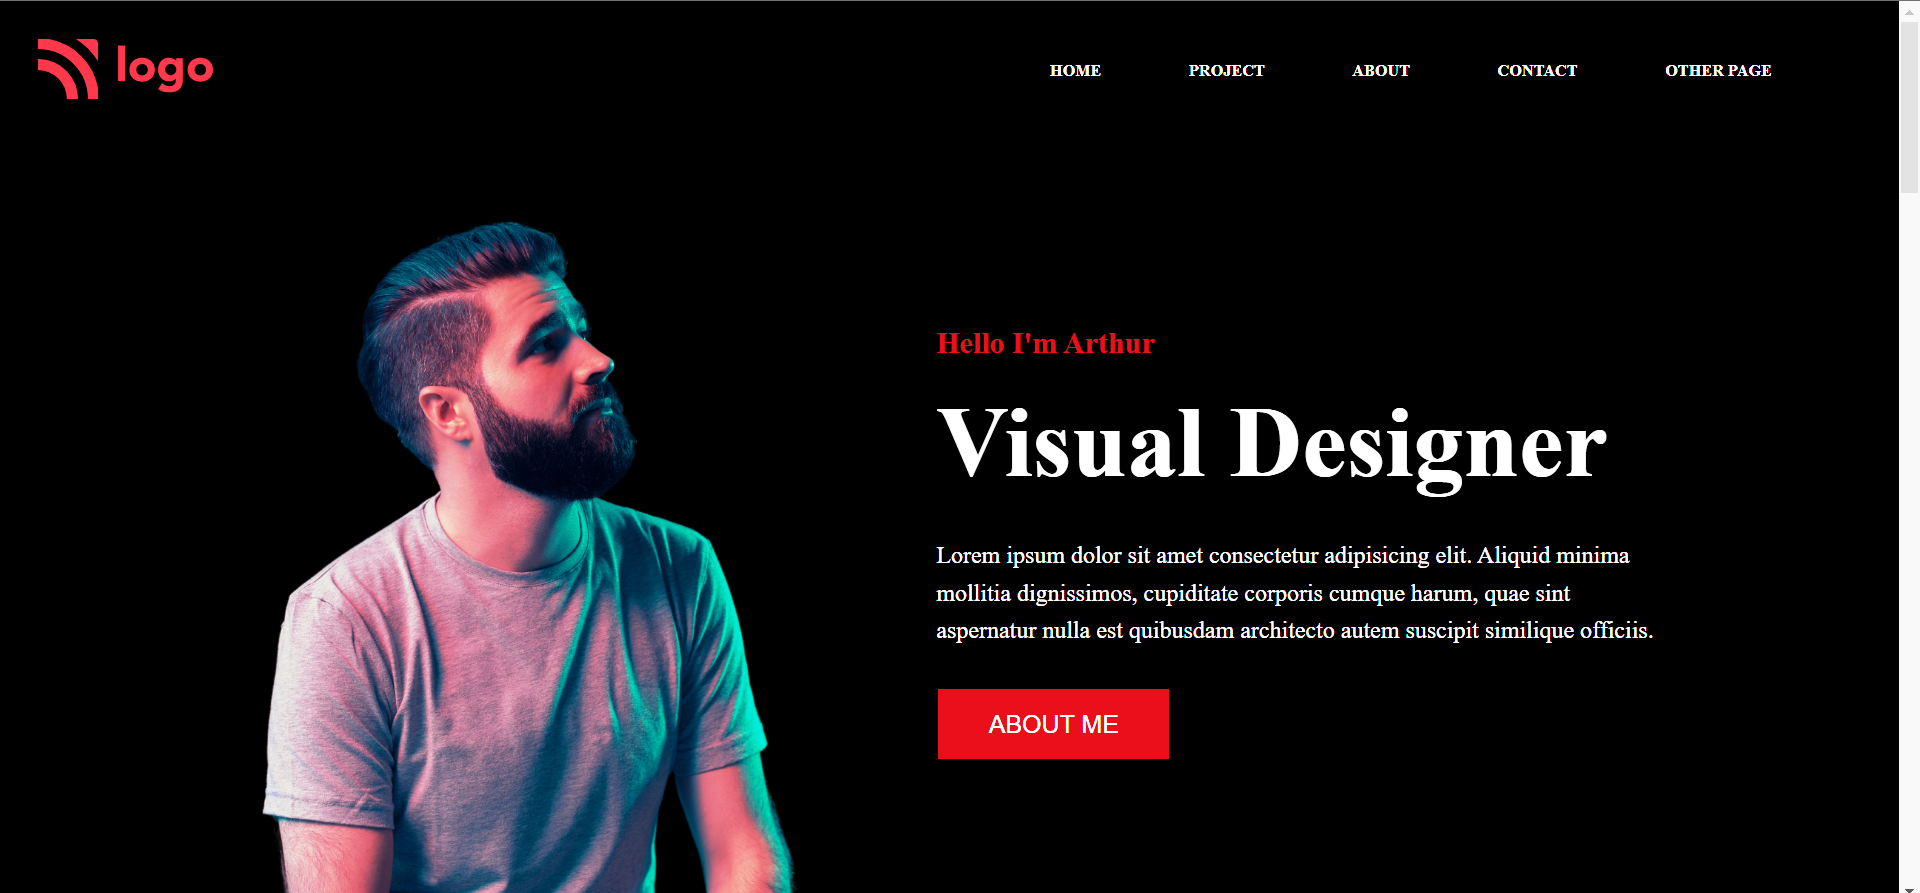 logo
HOME PROJECT ABOUT CONTACT OTHER PAGE
Hello I'm Arthur
Visual Designer
Lorem ipsum dolor sit amet consectetur adipisicing elit. Aliquid minima
mollitia dignissimos, cupiditate corporis cumque harum, quae sint
aspernatur nulla est quibusdam architecto autem suscipit similique officiis.
ABOUT ME